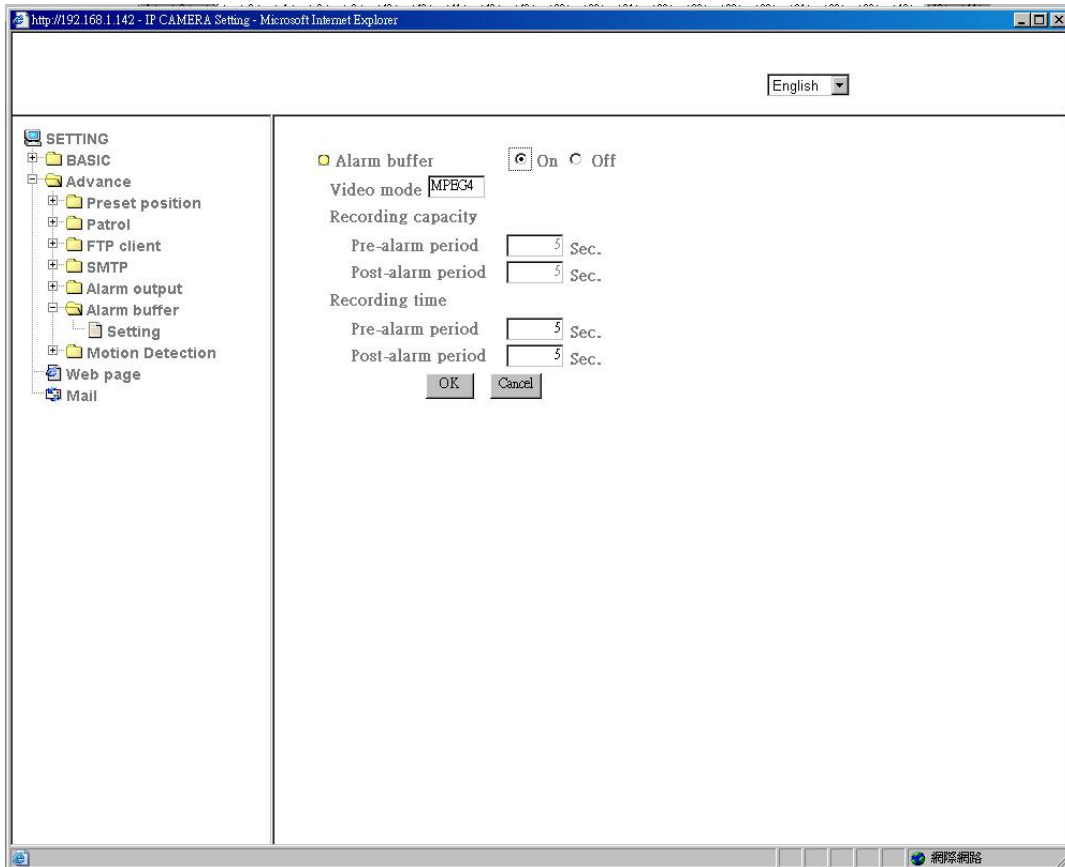 http://192.168.1.142 - IP CAMERA Setting - Microsoft Internet Explorer
English
SETTING
BASIC
Advance
Preset position
Patrol
FTP client
SMTP
Alarm output
Alarm buffer
Setting
Motion Detection
Web page
Mail
Alarm buffer On Off
Video mode MPEG4
Recording capacity
Pre-alarm period 5 Sec.
Post-alarm period 5 Sec.
Recording time
Pre-alarm period 5 Sec.
Post-alarm period 5 Sec.
OK Cancel
網際網路